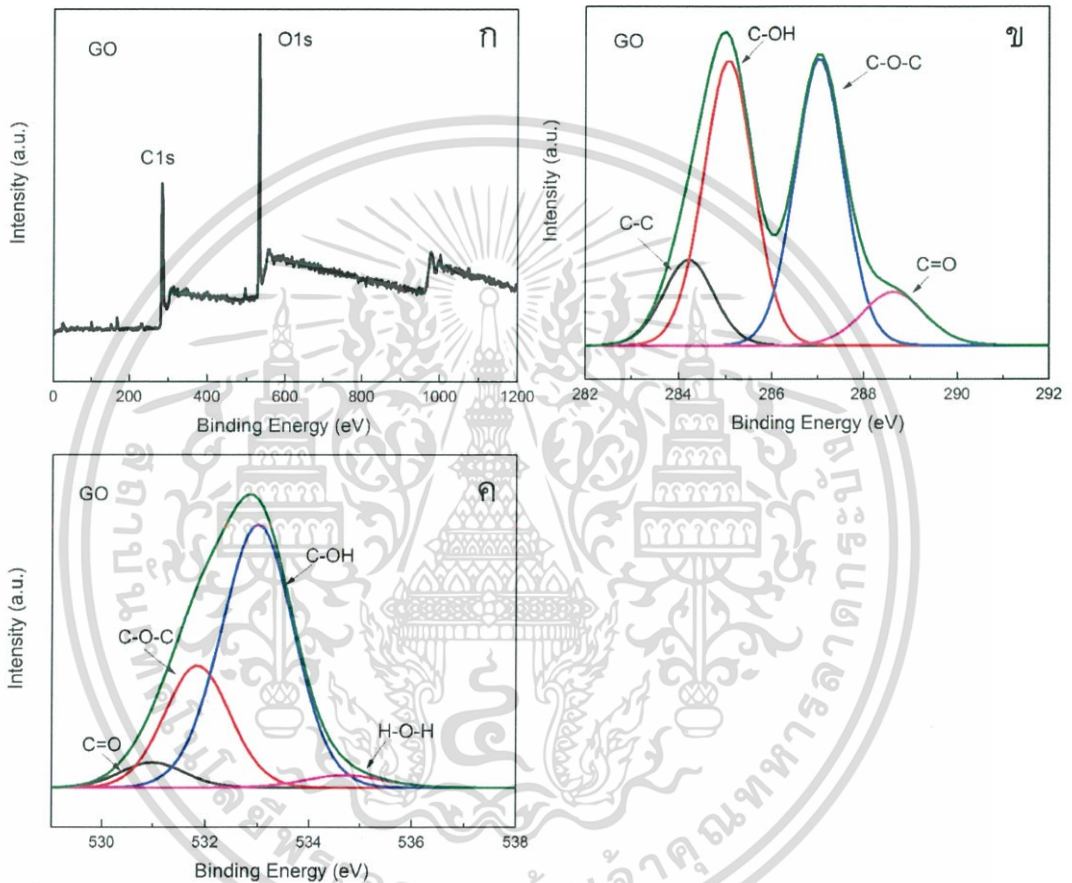 GO
O1s
ก
C1s
Intensity (a.u.)
0 200 400 600 800 1000 1200
Binding Energy (eV)
GO
C-OH
ข
C-O-C
C-C
C=O
Intensity (a.u.)
282 284 286 288 290 292
Binding Energy (eV)
GO
ค
C-OH
C-O-C
C=O
H-O-H
Intensity (a.u.)
530 532 534 536 538
Binding Energy (eV)